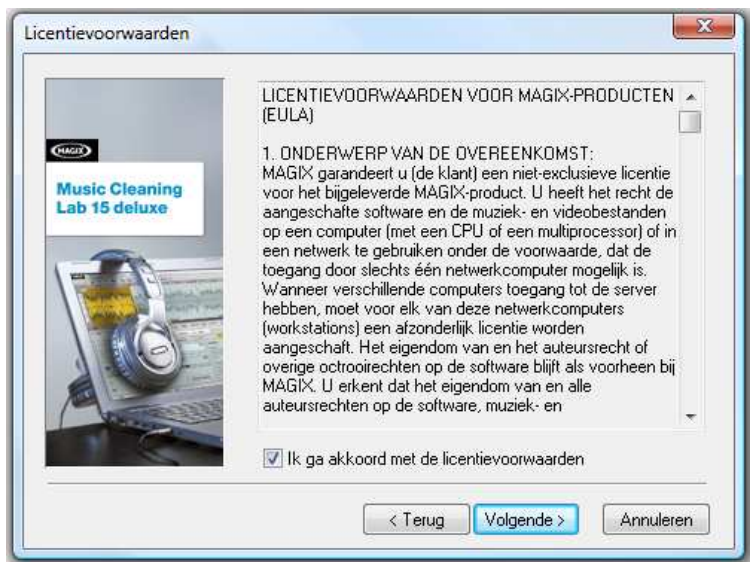 Licentievoorwaarden
MAGIX
Music Cleaning
Lab 15 deluxe
LICENTIEVOORWAARDEN VOOR MAGIX-PRODUCTEN
(EULA)
1. ONDERWERP VAN DE OVEREENKOMST:
MAGIX garandeert u (de klant) een niet-exclusieve licentie
voor het bijgeleverde MAGIX-product. U heeft het recht de
aangeschafte software en de muziek- en videobestanden
op een computer (met een CPU of een multiprocessor) of in
een netwerk te gebruiken onder de voorwaarde, dat de
toegang door slechts één netwerkcomputer mogelijk is.
Wanneer verschillende computers toegang tot de server
hebben, moet voor elk van deze netwerkcomputers
(workstations) een afzonderlijk licentie worden
aangeschaft. Het eigendom van en het auteursrecht of
overige octrooirechten op de software blijft als voorheen bij
MAGIX. U erkent dat het eigendom van en alle
auteursrechten op de software, muziek- en
Ik ga akkoord met de licentievoorwaarden
< Terug
Volgende >
Annuleren